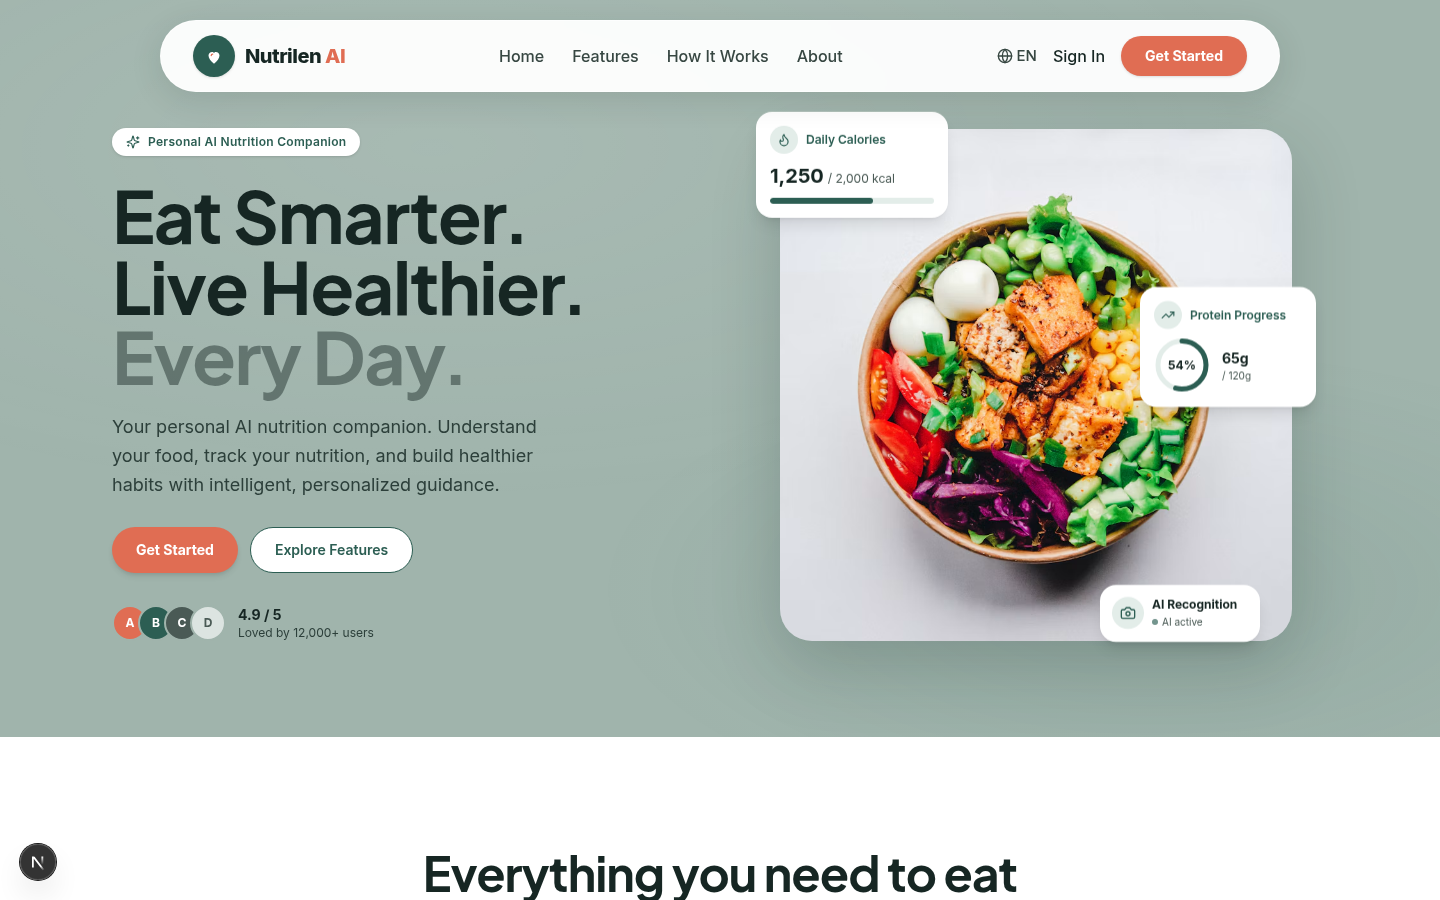 Nutrilen AI
Home
Features
How It Works
About
EN
Sign In
Get Started
Personal AI Nutrition Companion
Eat Smarter.
Live Healthier.
Every Day.
Your personal AI nutrition companion. Understand
your food, track your nutrition, and build healthier
habits with intelligent, personalized guidance.
Get Started
Explore Features
A
B
C
D
4.9 / 5
Loved by 12,000+ users
Daily Calories
1,250 / 2,000 kcal
Protein Progress
54%
65g
/ 120g
AI Recognition
AI active
N
Everything you need to eat